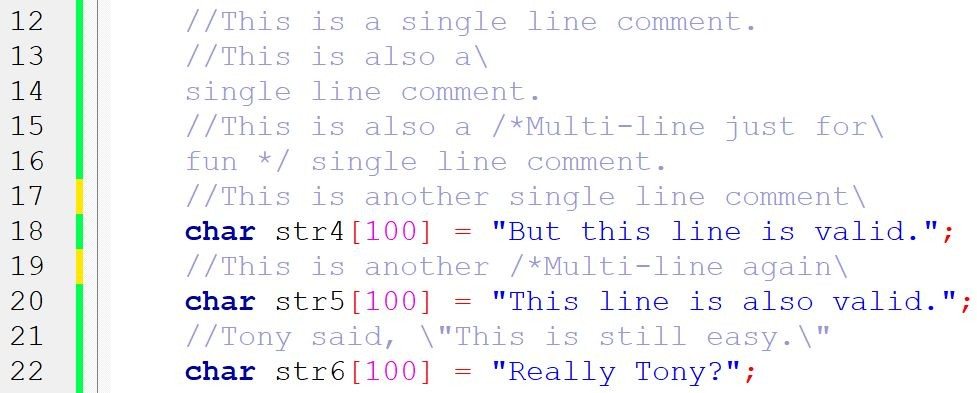 12 //This is a single line comment.
13 //This is also a\
14 single line comment.
15 //This is also a /*Multi-line just for\
16 fun */ single line comment.
17 //This is another single line comment\
18 char str4[100] = "But this line is valid.";
19 //This is another /*Multi-line again\
20 char str5[100] = "This line is also valid.";
21 //Tony said, \"This is still easy.\"
22 char str6[100] = "Really Tony?";